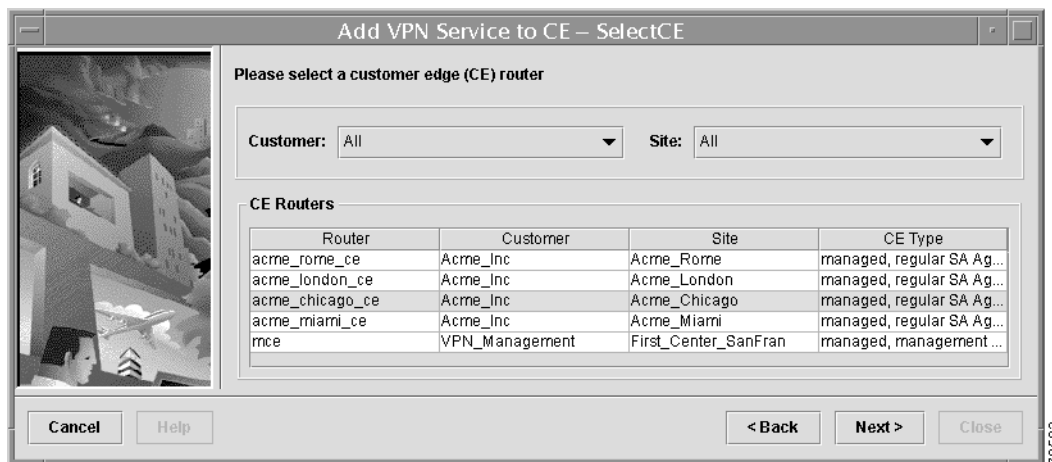 Add VPN Service to CE – SelectCE
Please select a customer edge (CE) router
Customer: All Site: All
CE Routers
Router Customer Site CE Type
acme_rome_ce Acme_Inc Acme_Rome managed, regular SA Ag...
acme_london_ce Acme_Inc Acme_London managed, regular SA Ag...
acme_chicago_ce Acme_Inc Acme_Chicago managed, regular SA Ag...
acme_miami_ce Acme_Inc Acme_Miami managed, regular SA Ag...
mce VPN_Management First_Center_SanFran managed, management ...
Cancel Help < Back Next > Close